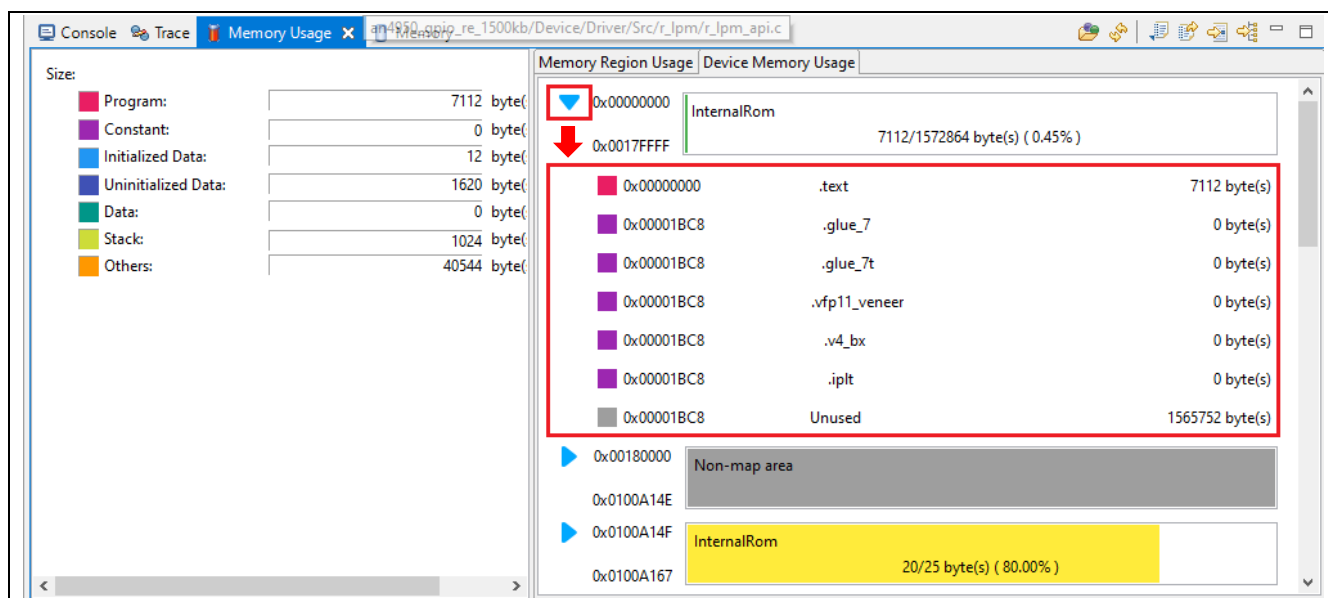 Console Trace Memory Usage an4950_gpio_re_1500kb/Device/Driver/Src/r_lpm/r_lpm_api.c
Size:
Program: 7112 byte(
Constant: 0 byte(
Initialized Data: 12 byte(
Uninitialized Data: 1620 byte(
Data: 0 byte(
Stack: 1024 byte(
Others: 40544 byte(
Memory Region Usage Device Memory Usage
0x00000000 InternalRom
0x0017FFFF 7112/1572864 byte(s) ( 0.45% )
0x00000000 .text 7112 byte(s)
0x00001BC8 .glue_7 0 byte(s)
0x00001BC8 .glue_7t 0 byte(s)
0x00001BC8 .vfp11_veneer 0 byte(s)
0x00001BC8 .v4_bx 0 byte(s)
0x00001BC8 .iplt 0 byte(s)
0x00001BC8 Unused 1565752 byte(s)
0x00180000 Non-map area
0x0100A14E
0x0100A14F InternalRom
0x0100A167 20/25 byte(s) ( 80.00% )